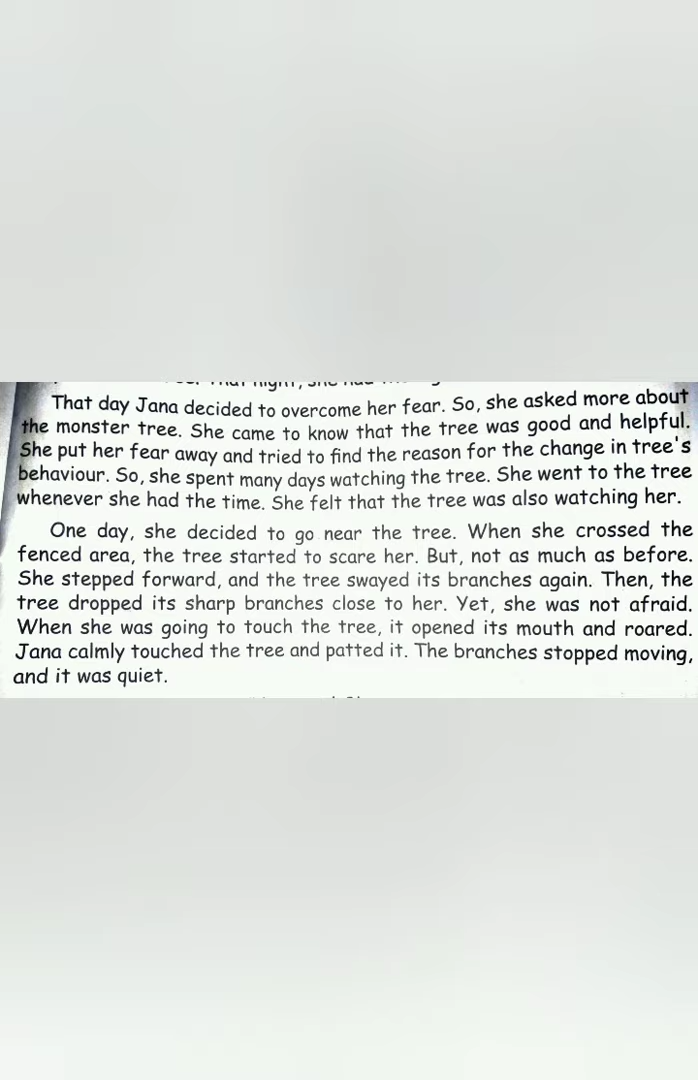 That night, she had
That day Jana decided to overcome her fear. So, she asked more about
the monster tree. She came to know that the tree was good and helpful.
She put her fear away and tried to find the reason for the change in tree's
behaviour. So, she spent many days watching the tree. She went to the tree
whenever she had the time. She felt that the tree was also watching her.
One day, she decided to go near the tree. When she crossed the
fenced area, the tree started to scare her. But, not as much as before.
She stepped forward, and the tree swayed its branches again. Then, the
tree dropped its sharp branches close to her. Yet, she was not afraid.
When she was going to touch the tree, it opened its mouth and roared.
Jana calmly touched the tree and patted it. The branches stopped moving,
and it was quiet.